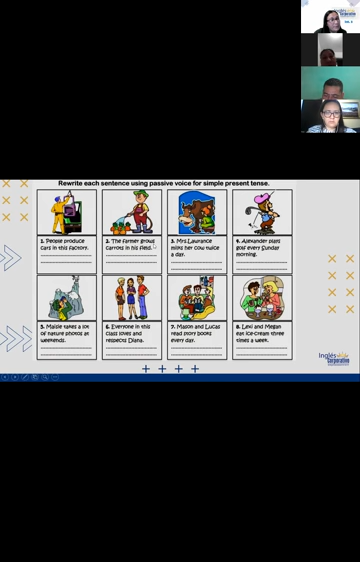 Rewrite each sentence using passive voice for simple present tense.
1. People produce
cars in this factory.
2. The farmer grows
carrots in his field.
3. Mrs Laurance
milks her cow twice
a day.
4. Alexander plays
golf every Sunday
morning.
5. Maisie takes a lot
of nature photos at
weekends.
6. Everyone in this
class loves and
respects Diana.
7. Mason and Lucas
read story books
every day.
8. Lexi and Megan
eat ice-cream three
times a week.
Inglés
Corporativo